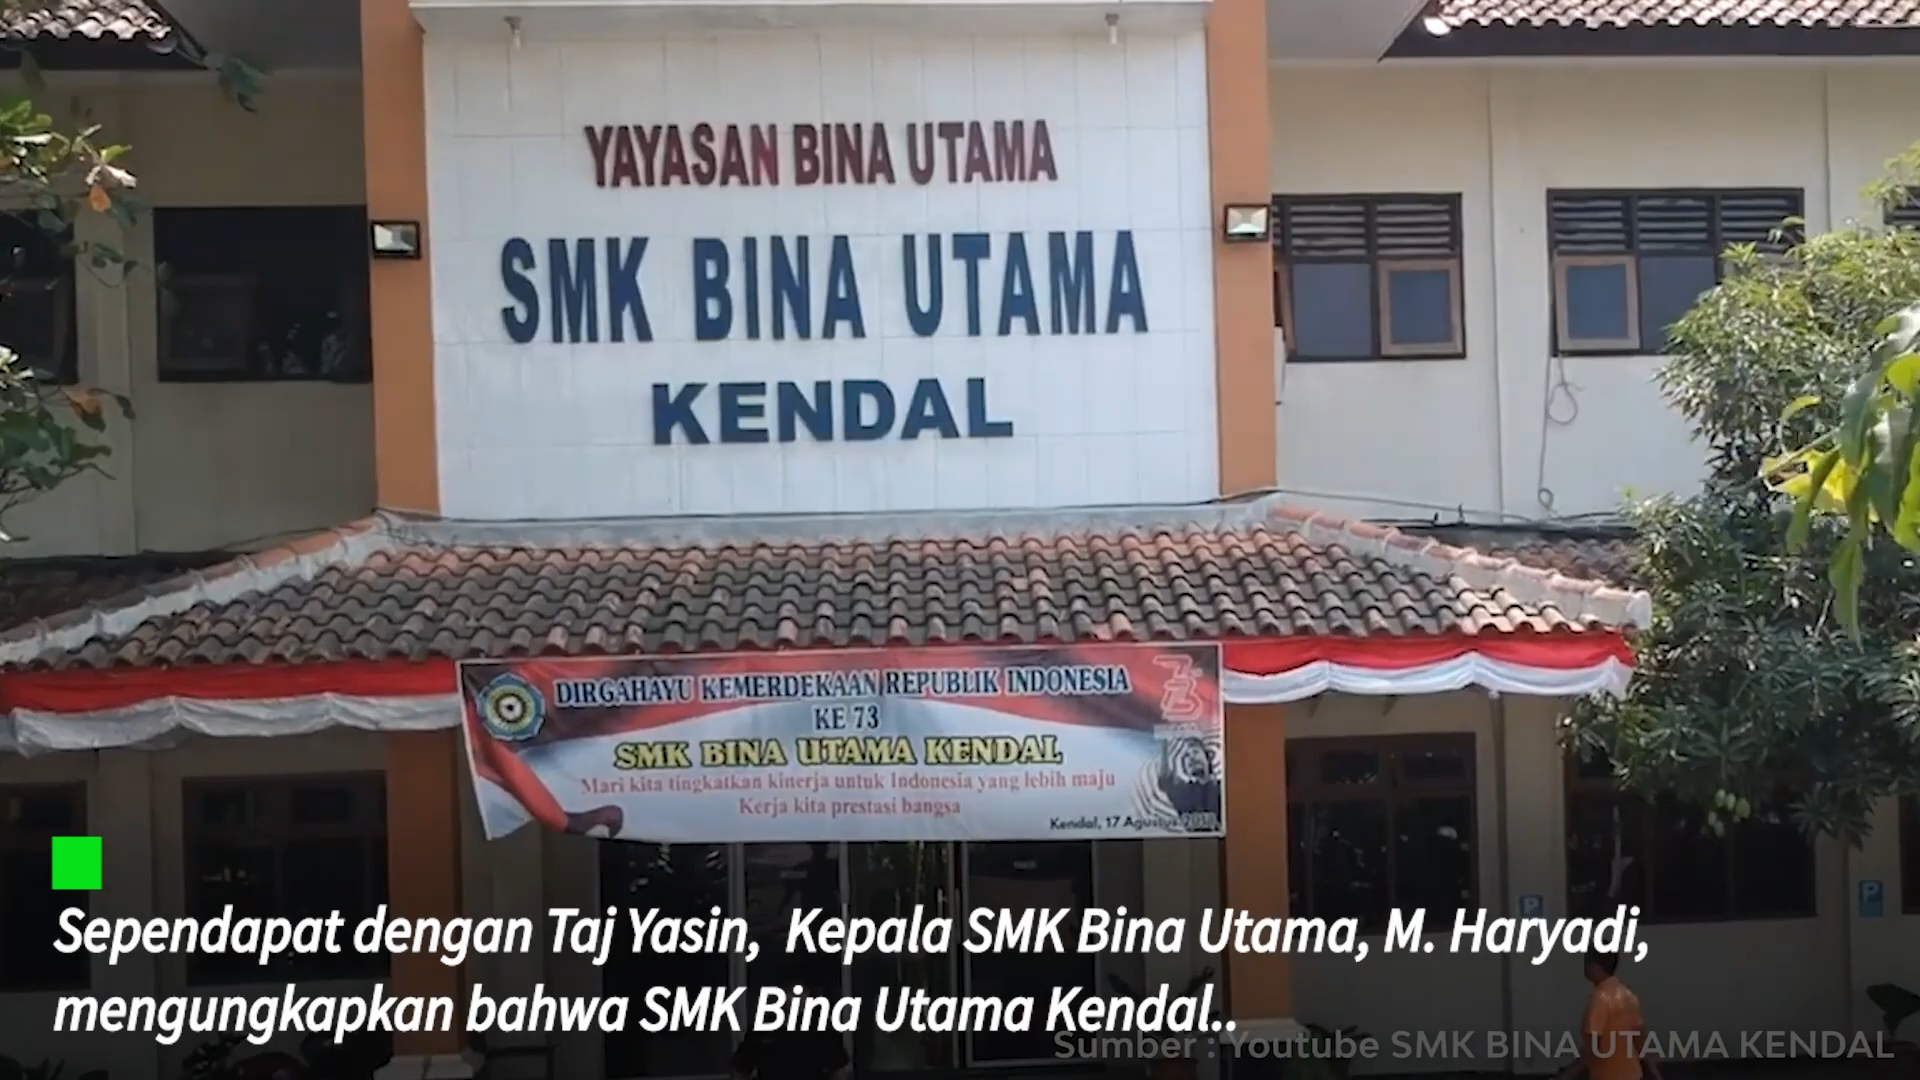 YAYASAN BINA UTAMA
SMK BINA UTAMA
KENDAL
DIRGAHAYU KEMERDEKAAN REPUBLIK INDONESIA
KE 73
SMK BINA UTAMA KENDAL
Mari kita tingkatkan kinerja untuk Indonesia yang lebih maju
Kerja kita prestasi bangsa
Kendal, 17 Agustus 2018
P
P
Sependapat dengan Taj Yasin, Kepala SMK Bina Utama, M. Haryadi,
mengungkapkan bahwa SMK Bina Utama Kendal..
Sumber : Youtube SMK BINA UTAMA KENDAL